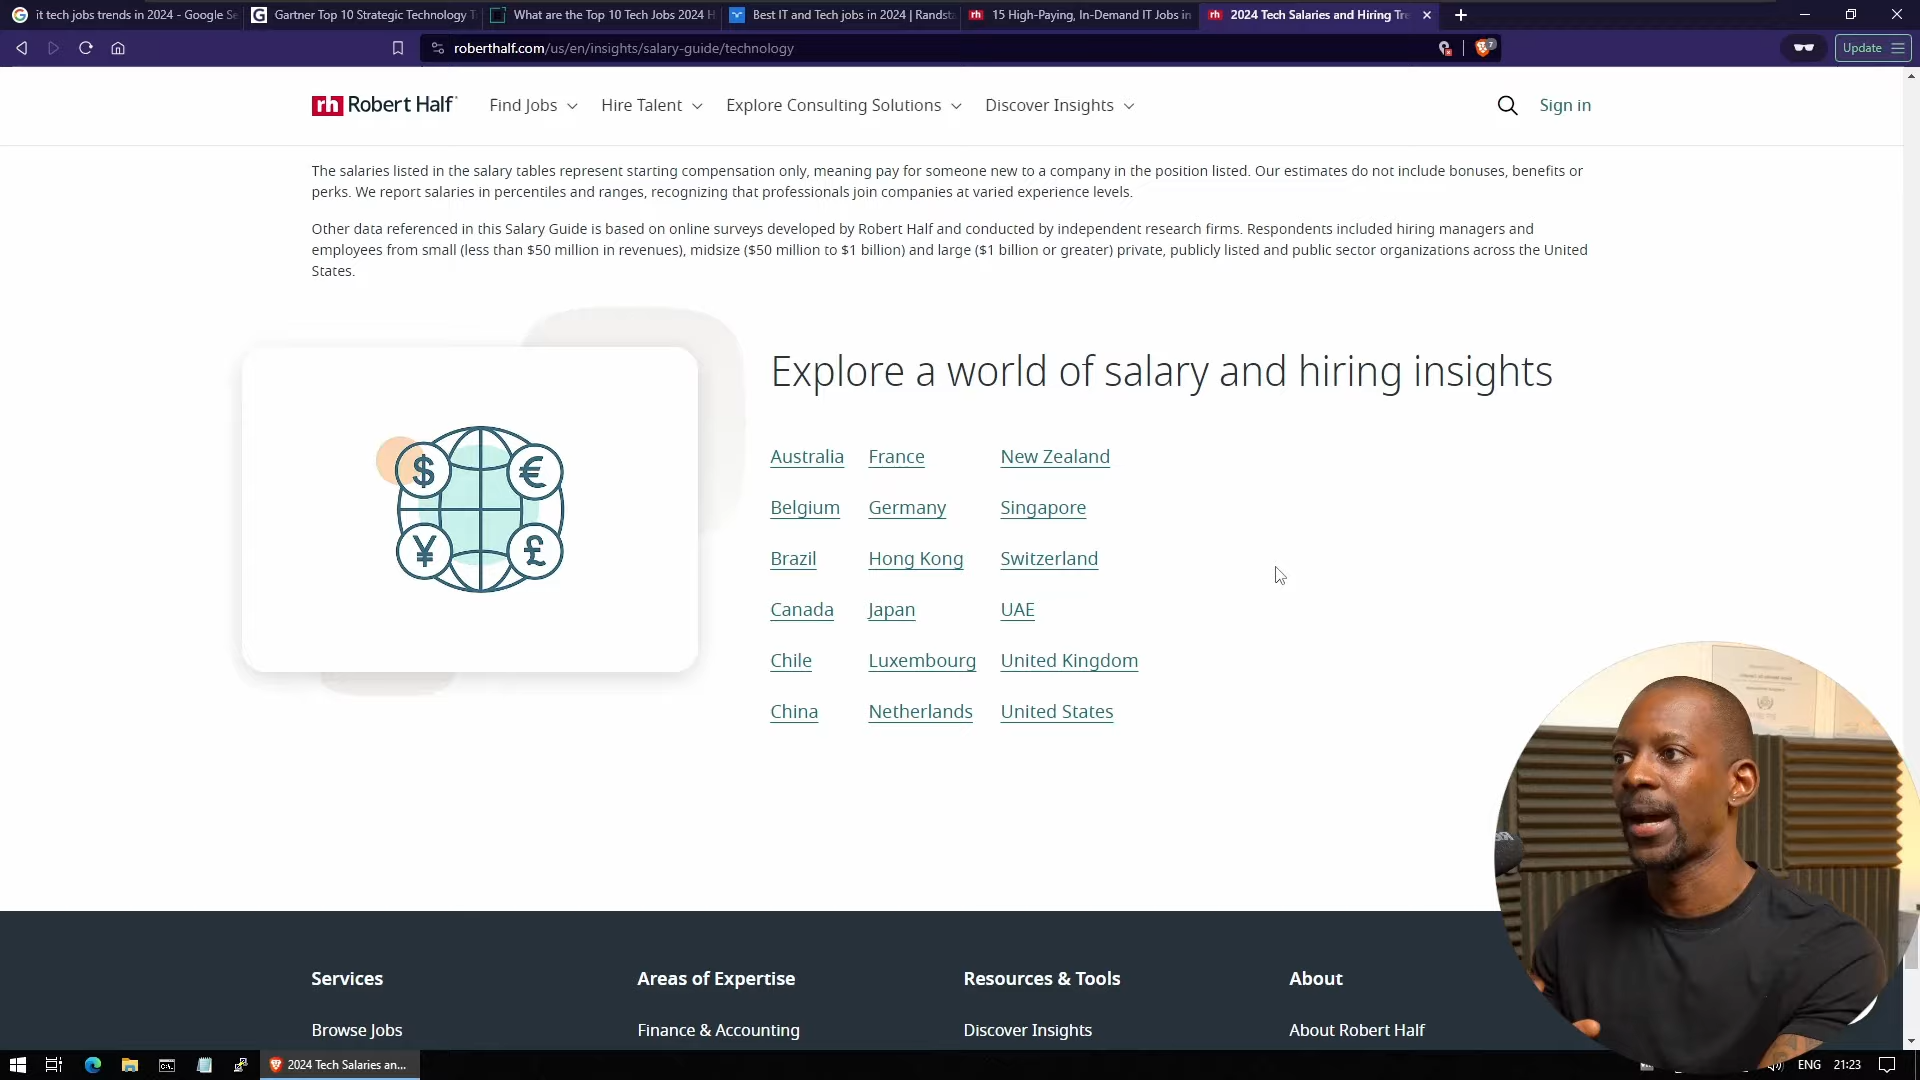 it tech jobs trends in 2024 - Google Se
Gartner Top 10 Strategic Technology T
What are the Top 10 Tech Jobs 2024 H
Best IT and Tech jobs in 2024 | Randsta
15 High-Paying, In-Demand IT Jobs in
2024 Tech Salaries and Hiring Tre
roberthalf.com/us/en/insights/salary-guide/technology
7
Update
rh Robert Half
Find Jobs
Hire Talent
Explore Consulting Solutions
Discover Insights
Sign in
The salaries listed in the salary tables represent starting compensation only, meaning pay for someone new to a company in the position listed. Our estimates do not include bonuses, benefits or
perks. We report salaries in percentiles and ranges, recognizing that professionals join companies at varied experience levels.
Other data referenced in this Salary Guide is based on online surveys developed by Robert Half and conducted by independent research firms. Respondents included hiring managers and
employees from small (less than $50 million in revenues), midsize ($50 million to $1 billion) and large ($1 billion or greater) private, publicly listed and public sector organizations across the United
States.
$ €
¥ £
Explore a world of salary and hiring insights
Australia France New Zealand
Belgium Germany Singapore
Brazil Hong Kong Switzerland
Canada Japan UAE
Chile Luxembourg United Kingdom
China Netherlands United States
Services Areas of Expertise Resources & Tools About
Browse Jobs Finance & Accounting Discover Insights About Robert Half
2024 Tech Salaries an...
ENG 21:23